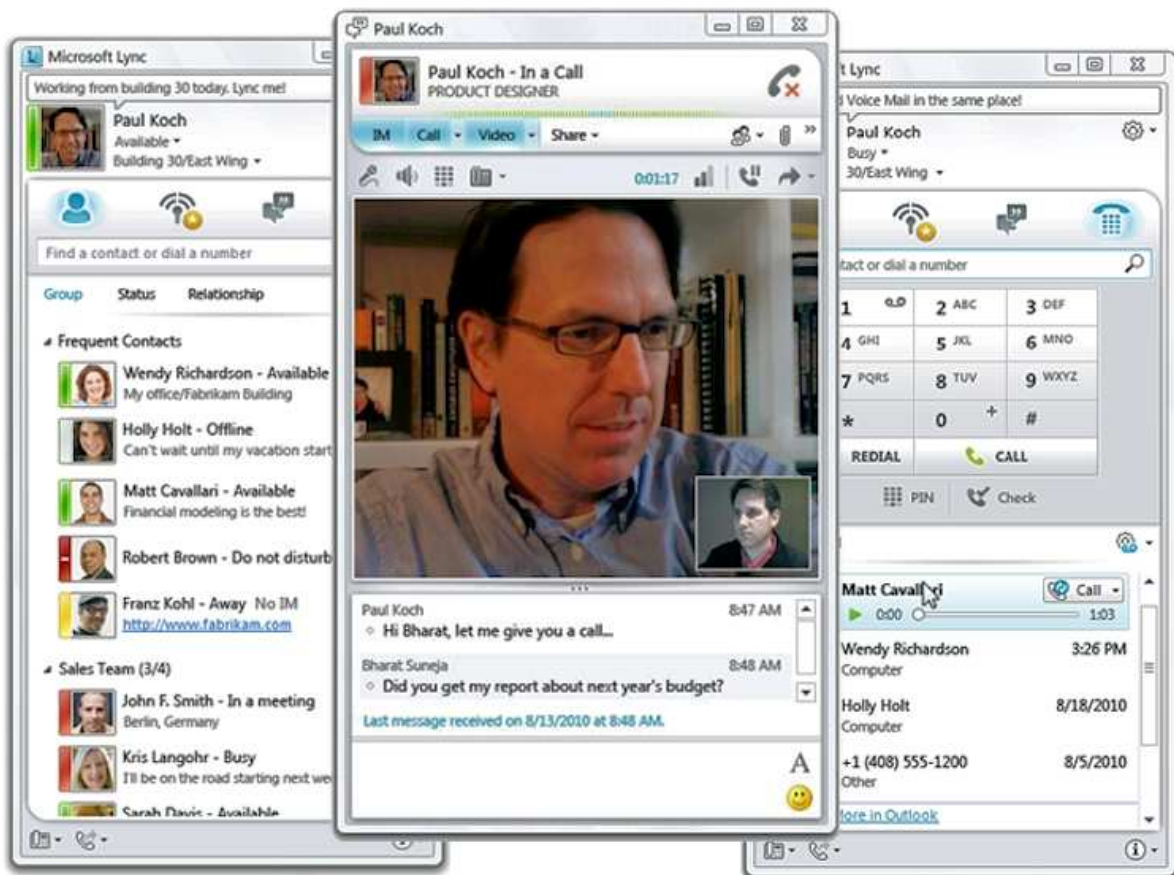 Microsoft Lync
Working from building 30 today. Lync me!
Paul Koch
Available
Building 30/East Wing
Find a contact or dial a number
Group Status Relationship
Frequent Contacts
Wendy Richardson - Available
My office/Fabrikam Building
Holly Holt - Offline
Can't wait until my vacation start
Matt Cavallari - Available
Financial modeling is the best!
Robert Brown - Do not disturb
Franz Kohl - Away No IM
http://www.fabrikam.com
Sales Team (3/4)
John F. Smith - In a meeting
Berlin, Germany
Kris Langohr - Busy
I'll be on the road starting next we
Sarah Davis - Available
Paul Koch
Paul Koch - In a Call
PRODUCT DESIGNER
IM Call Video Share
0:01:17
Paul Koch 8:47 AM
Hi Bharat, let me give you a call...
Bharat Suneja 8:48 AM
Did you get my report about next year's budget?
Last message received on 8/13/2010 at 8:48 AM.
A
t Lync
d Voice Mail in the same place!
Paul Koch
Busy
30/East Wing
tact or dial a number
1 2 ABC 3 DEF
4 GHI 5 JKL 6 MNO
7 PQRS 8 TUV 9 WXYZ
* 0 + #
REDIAL CALL
PIN Check
Matt Cavallari Call
0:00 1:03
Wendy Richardson 3:26 PM
Computer
Holly Holt 8/18/2010
Computer
+1 (408) 555-1200 8/5/2010
Other
More in Outlook